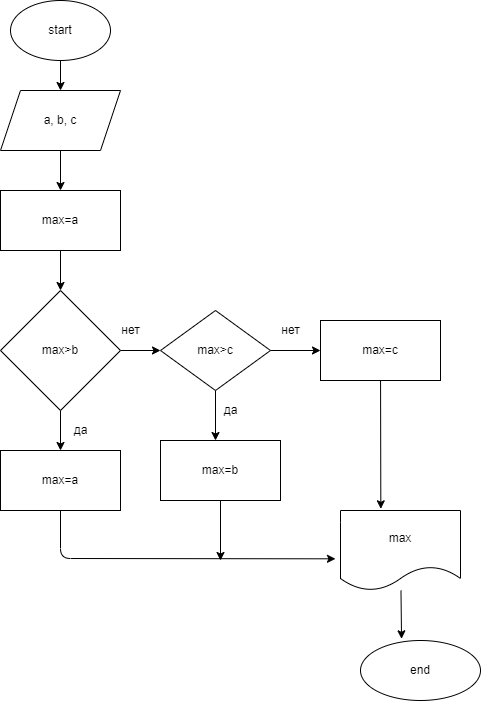 start
a, b, c
max=a
max>b
нет
max>c
нет
max=c
да
да
max=a
max=b
max
end